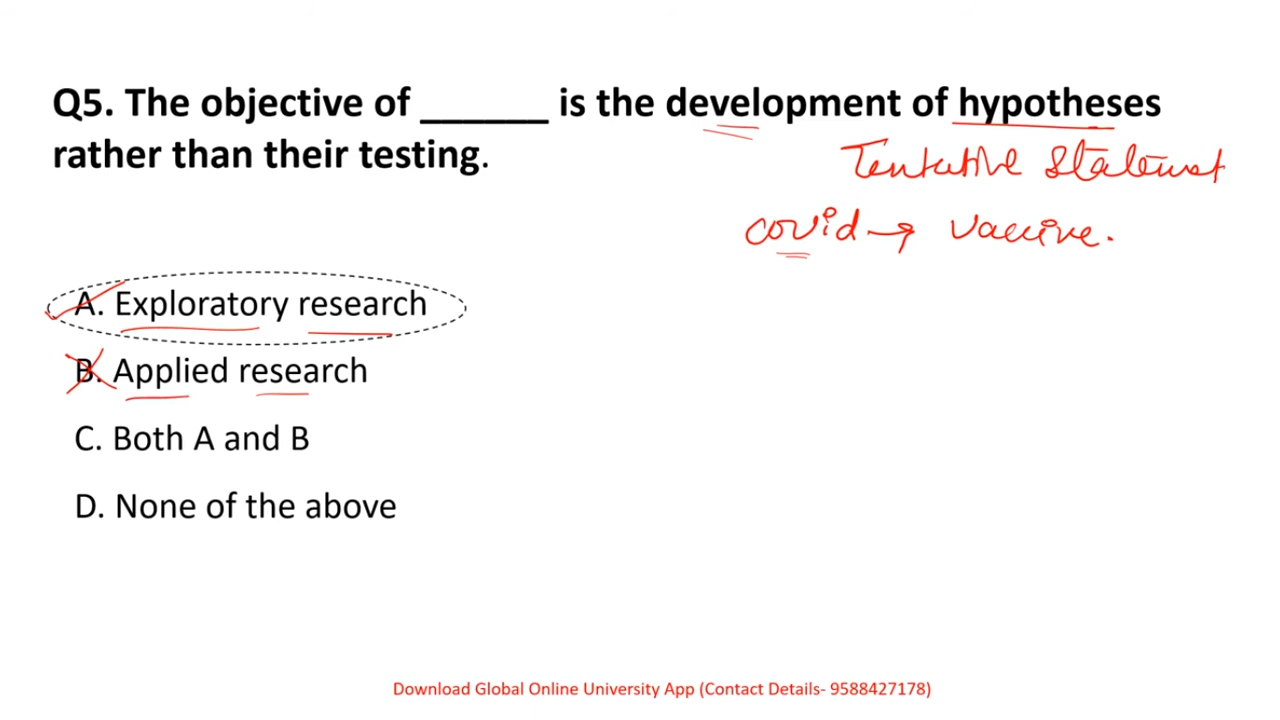 Q5. The objective of ______ is the development of hypotheses
rather than their testing.
Tentative Statement
covid → vaccine.
A. Exploratory research
B. Applied research
C. Both A and B
D. None of the above
Download Global Online University App (Contact Details- 9588427178)